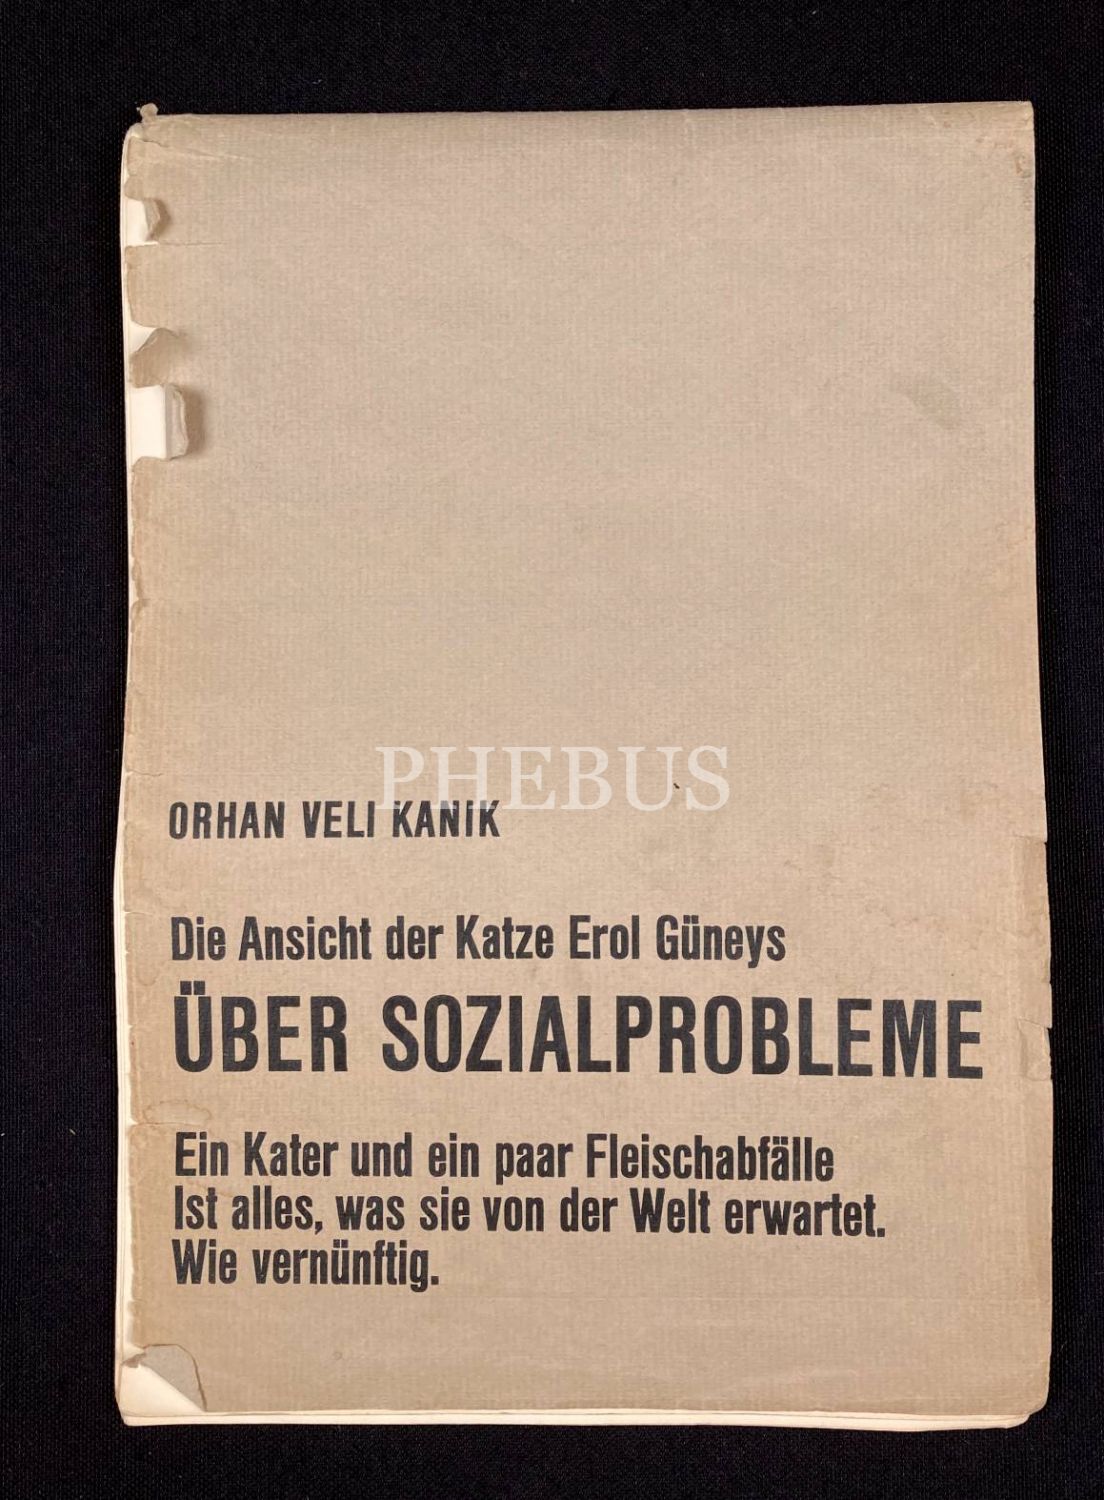 PHEBUS
ORHAN VELI KANIK
Die Ansicht der Katze Erol Güneys
ÜBER SOZIALPROBLEME
Ein Kater und ein paar Fleischabfälle
Ist alles, was sie von der Welt erwartet.
Wie vernünftig.